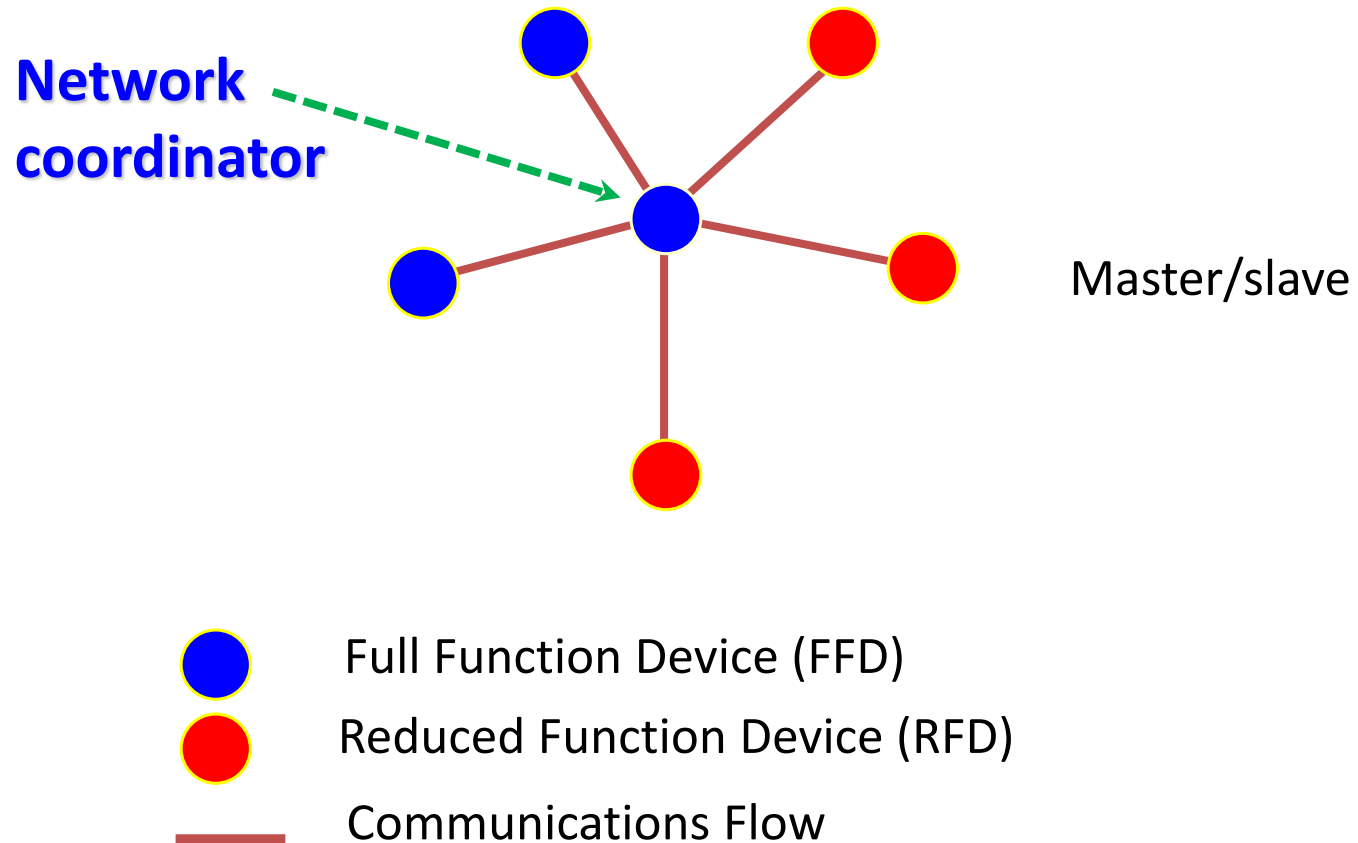 Network
coordinator
Master/slave
Full Function Device (FFD)
Reduced Function Device (RFD)
Communications Flow